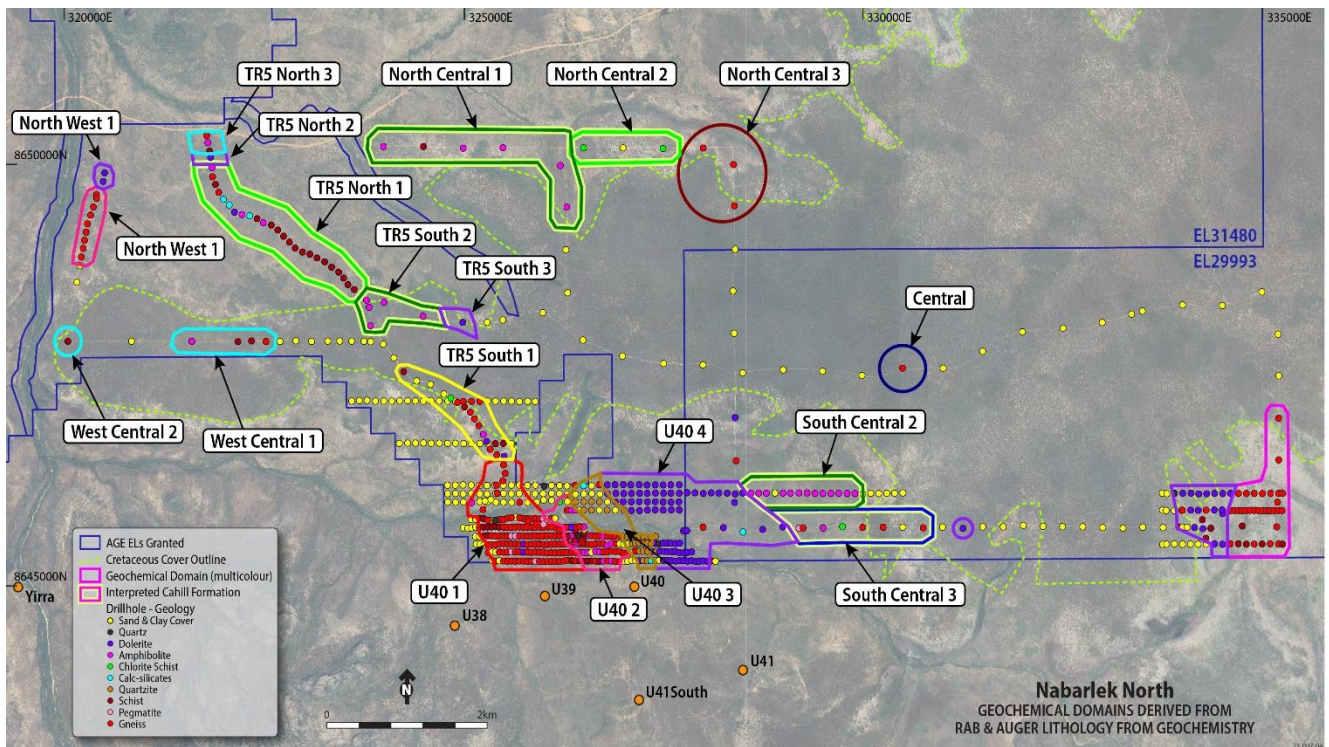 320000E
325000E
330000E
335000E
TR5 North 3
North Central 1
North Central 2
North Central 3
North West 1
TR5 North 2
8650000N
TR5 North 1
North West 1
TR5 South 2
TR5 South 3
EL31480
EL29993
Central
TR5 South 1
West Central 2
West Central 1
U40 4
South Central 2
8645000N
Yirra
U40 1
U39
U40 2
U40
U40 3
South Central 3
U38
U41
U41South
AGE ELs Granted
Cretaceous Cover Outline
Geochemical Domain (multicolour)
Interpreted Cahill Formation
Drillhole - Geology
Sand & Clay Cover
Quartz
Dolerite
Amphibolite
Chlorite Schist
Calc-silicates
Quartzite
Schist
Pegmatite
Gneiss
N
0
2km
Nabarlek North
GEOCHEMICAL DOMAINS DERIVED FROM
RAB & AUGER LITHOLOGY FROM GEOCHEMISTRY